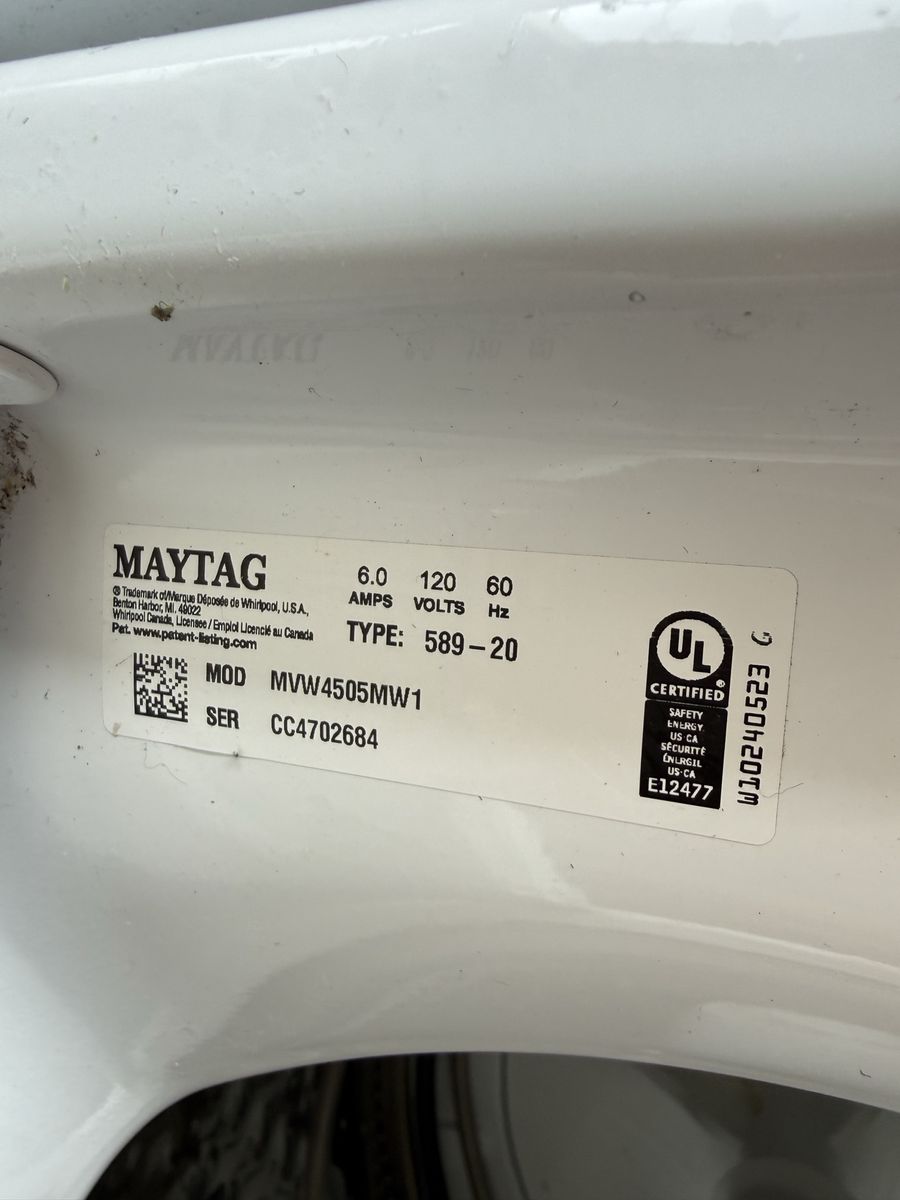 MAYTAG
® Trademark of/Marque Déposée de Whirlpool, U.S.A.,
Benton Harbor, MI. 49022
Whirlpool Canada, Licensee / Emploi Licencié au Canada
Pat. www.patent-listing.com
6.0 120 60
AMPS VOLTS Hz
TYPE: 589-20
MOD MVW4505MW1
SER CC4702684
UL ®
CERTIFIED
SAFETY
ENERGY
US-CA
SÉCURITÉ
ÉNERGIE
US-CA
E12477
W10240523 G